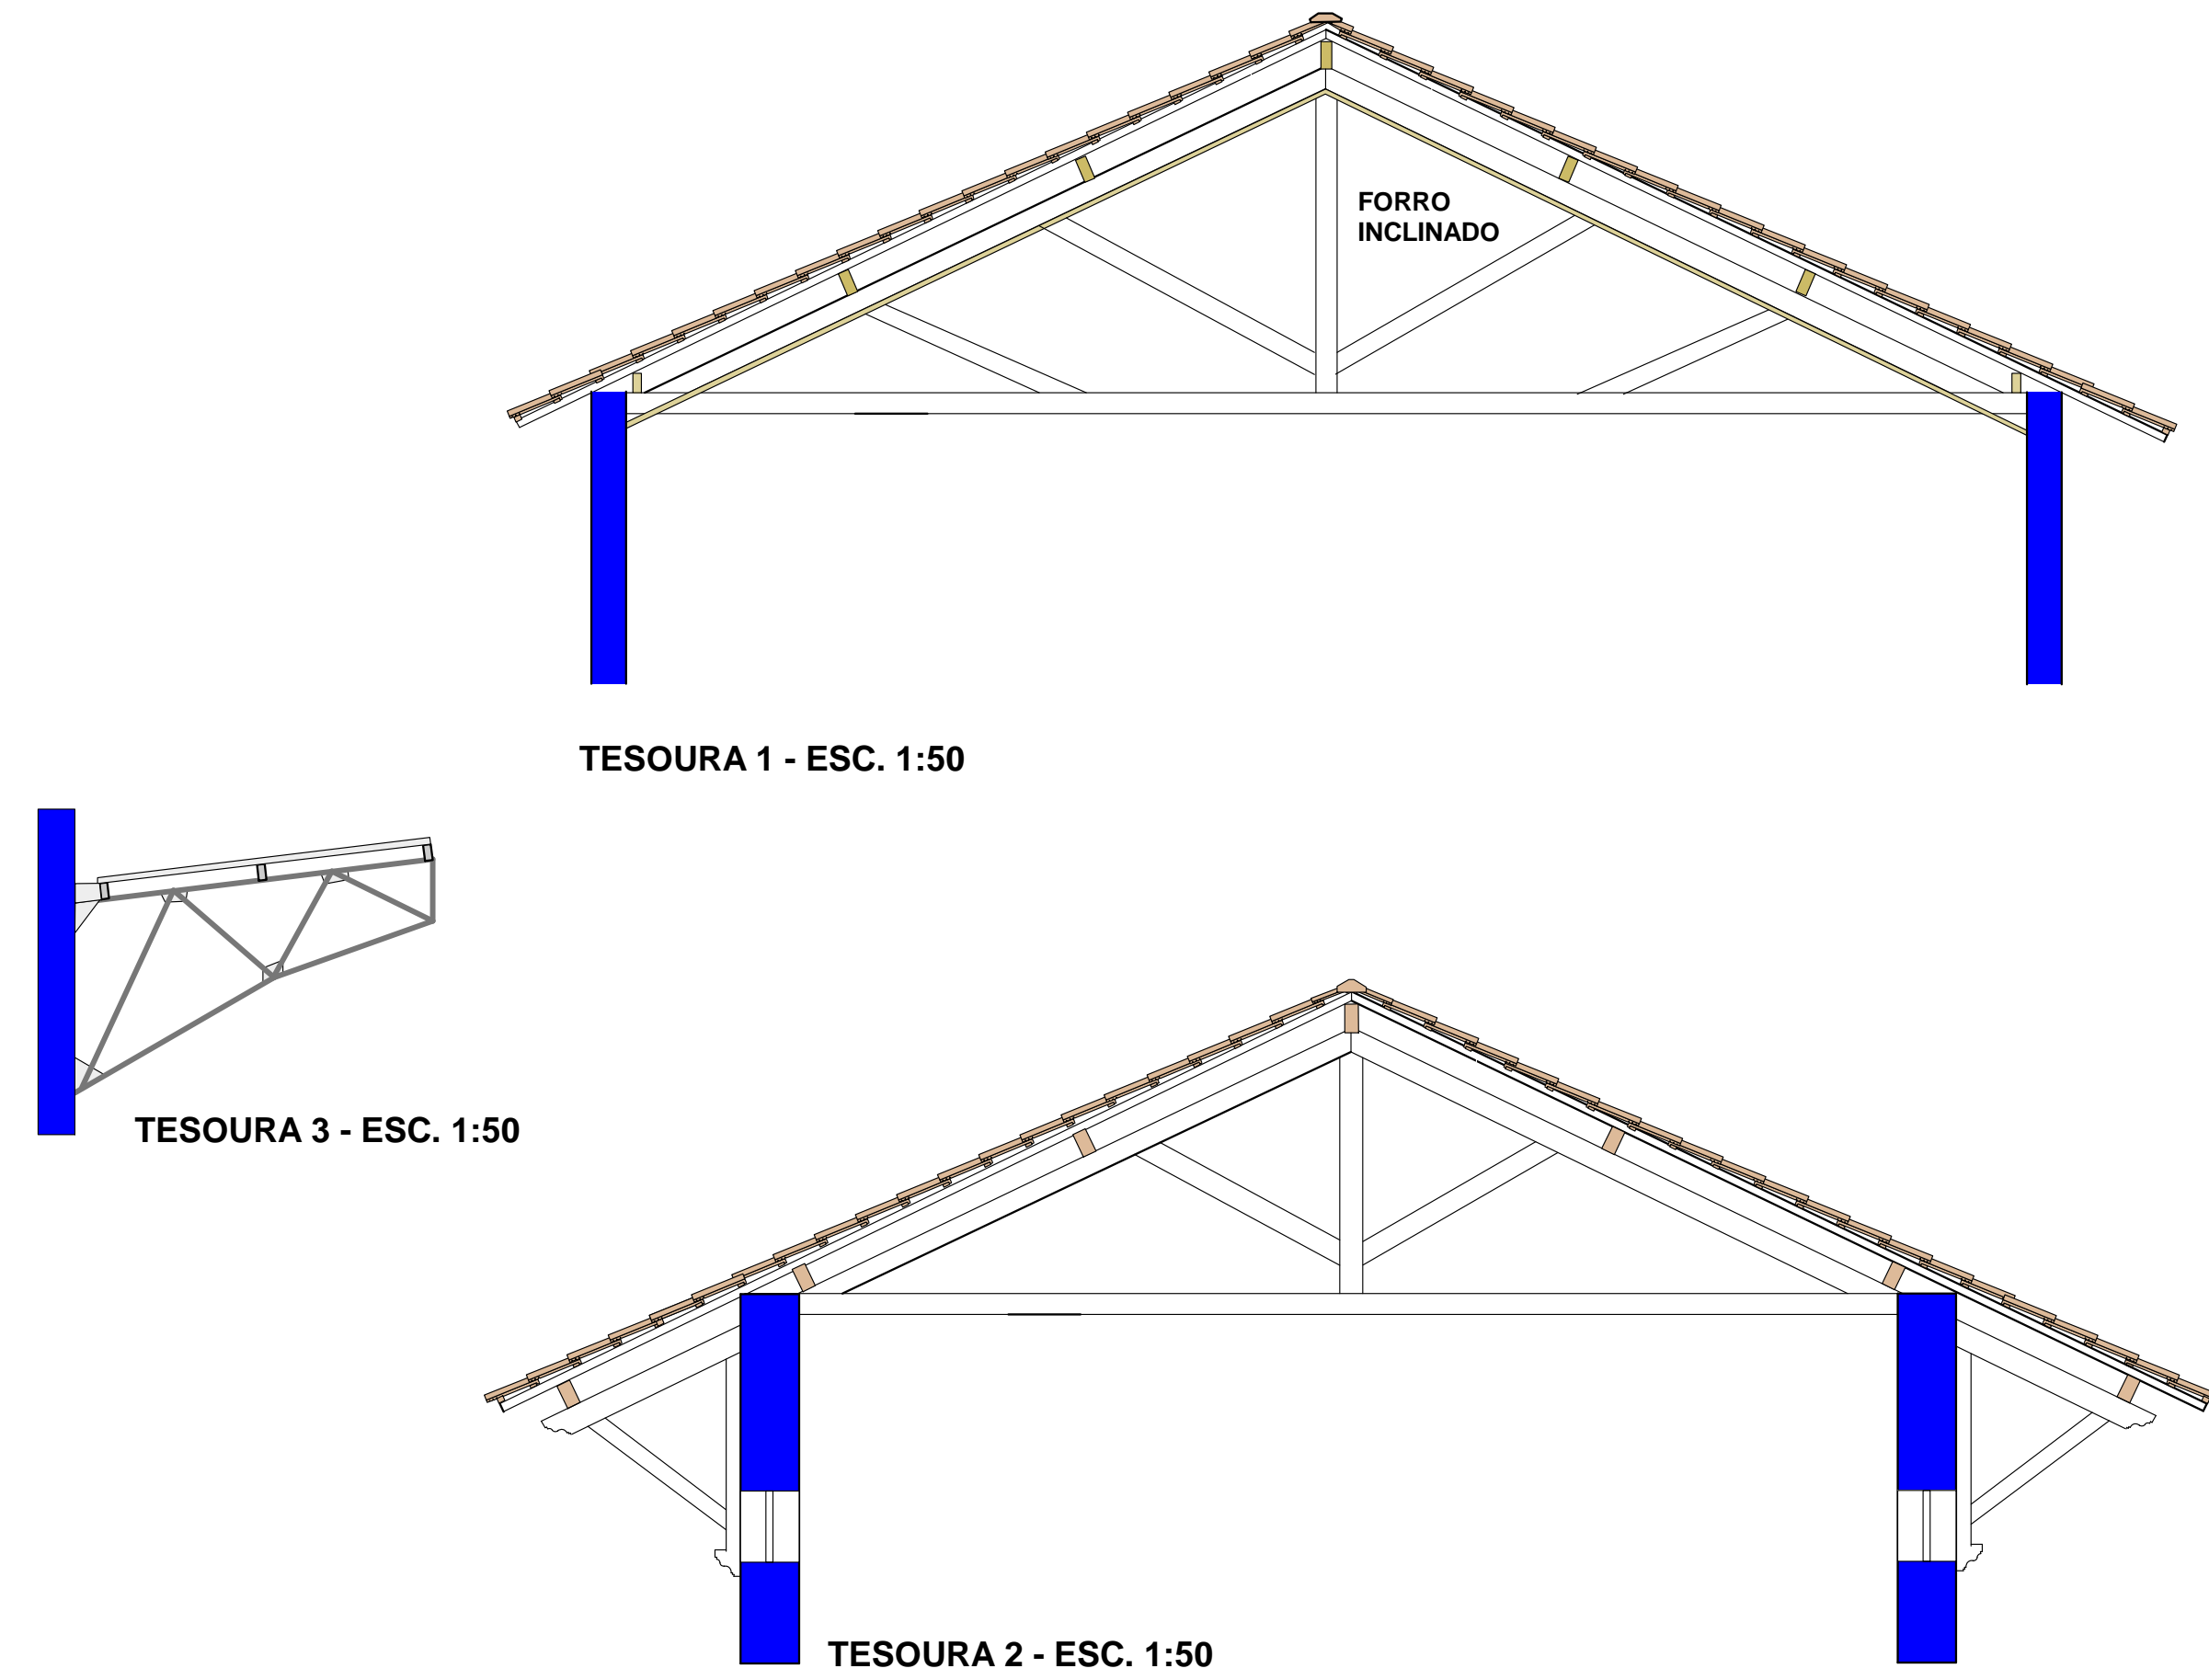 FORRO
INCLINADO
TESOURA 1 - ESC. 1:50
TESOURA 3 - ESC. 1:50
TESOURA 2 - ESC. 1:50